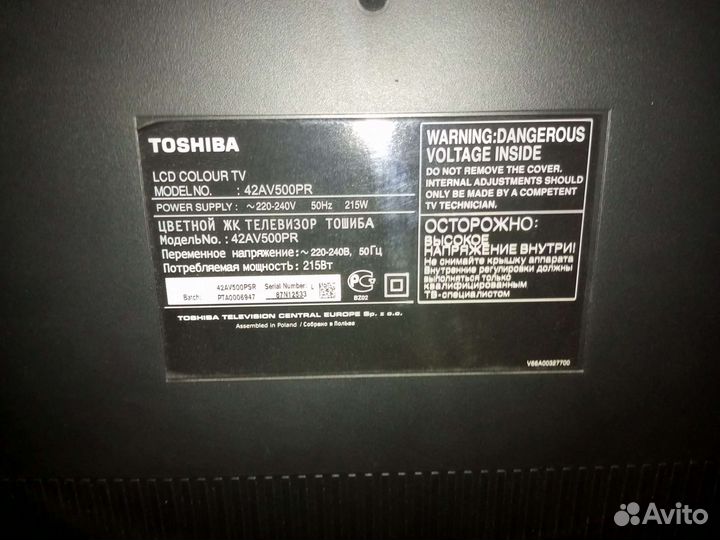 TOSHIBA
LCD COLOUR TV
MODEL NO. : 42AV500PR
POWER SUPPLY : ~220-240V 50Hz 215W
ЦВЕТНОЙ ЖК ТЕЛЕВИЗОР ТОШИБА
МодельNo. : 42AV500PR
Переменное напряжение: ~ 220-240В, 50Гц
Потребляемая мощность: 215Вт
42AV500PSR Serial Number L
Batch: PTA0006947 87N12533
BZ02
TOSHIBA TELEVISION CENTRAL EUROPE Sp. z o.o.
Assembled in Poland / Собрано в Польше
WARNING:DANGEROUS
VOLTAGE INSIDE
DO NOT REMOVE THE COVER.
INTERNAL ADJUSTMENTS SHOULD
ONLY BE MADE BY A COMPETENT
TV TECHNICIAN.
ОСТОРОЖНО:
ВЫСОКОЕ
НАПРЯЖЕНИЕ ВНУТРИ!
Не снимайте крышку аппарата
Внутренние регулировки должны
выполняться только
квалифицированным
ТВ-специалистом
V56A00327700
Avito